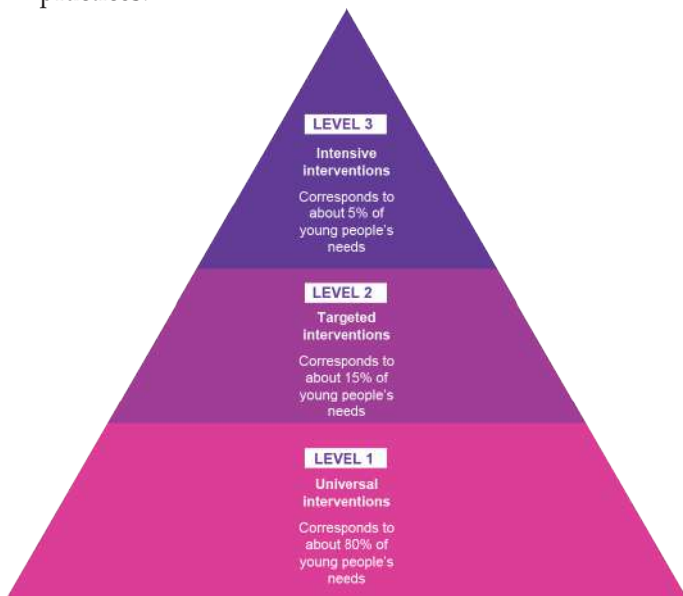 LEVEL 3
Intensive
interventions
Corresponds to
about 5% of
young people's
needs
LEVEL 2
Targeted
interventions
Corresponds to
about 15% of
young people's
needs
LEVEL 1
Universal
interventions
Corresponds to
about 80% of
young people's
needs